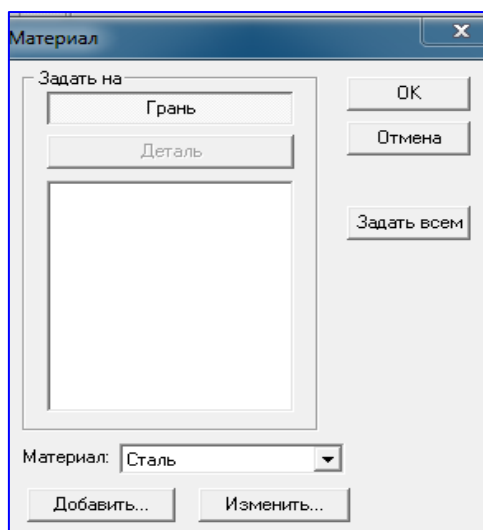 Материал
x
Задать на
Грань
Деталь
OK
Отмена
Задать всем
Материал: Сталь
Добавить... Изменить...